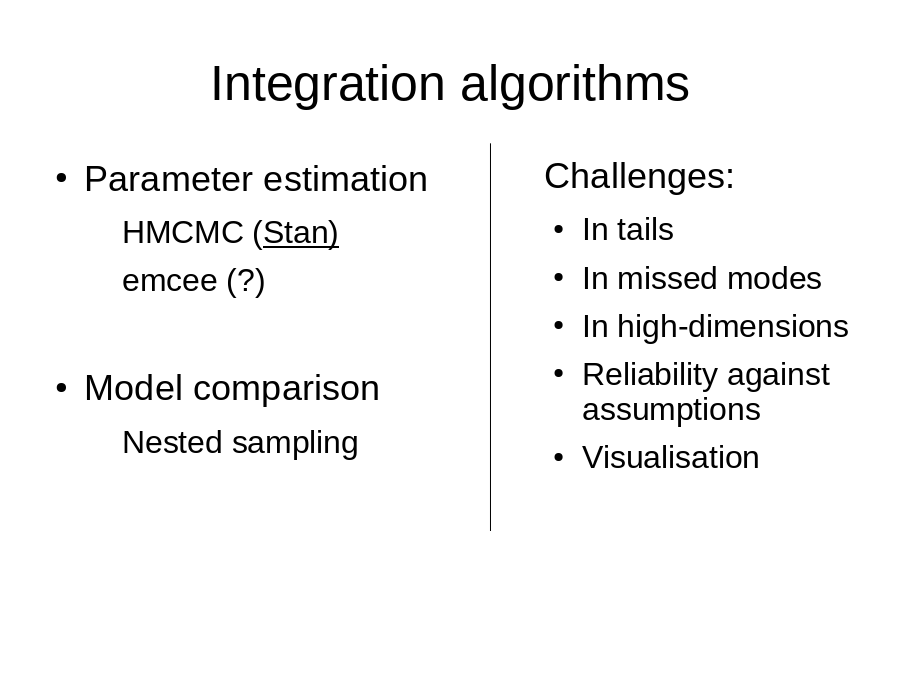 Integration algorithms
• Parameter estimation
HMCMC (Stan)
emcee (?)
• Model comparison
Nested sampling
Challenges:
• In tails
• In missed modes
• In high-dimensions
• Reliability against
assumptions
• Visualisation